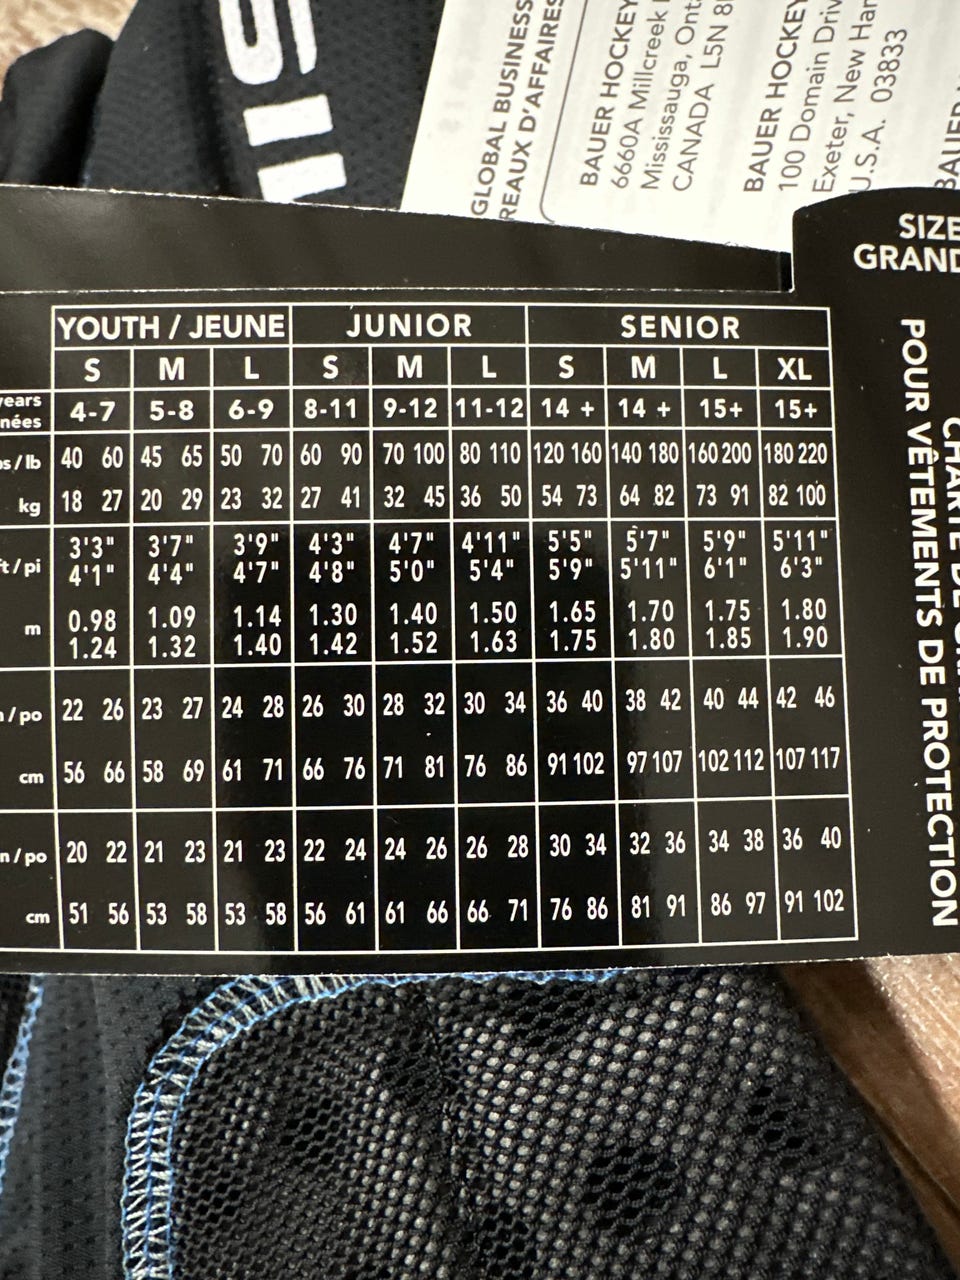 GLOBAL BUSINESS
REAUX D'AFFAIRES
BAUER HOCKEY
6660A Millcreek
Mississauga, Ont
CANADA L5N 8
BAUER HOCKEY
100 Domain Driv
Exeter, New Ham
U.S.A. 03833
BAUER
SIZE
GRAND
YOUTH / JEUNE JUNIOR SENIOR
S M L S M L S M L XL
years
nées
4-7 5-8 6-9 8-11 9-12 11-12 14 + 14 + 15+ 15+
s / lb 40 60 45 65 50 70 60 90 70 100 80 110 120 160 140 180 160 200 180 220
kg 18 27 20 29 23 32 27 41 32 45 36 50 54 73 64 82 73 91 82 100
t / pi
3'3" 3'7" 3'9" 4'3" 4'7" 4'11" 5'5" 5'7" 5'9" 5'11"
4'1" 4'4" 4'7" 4'8" 5'0" 5'4" 5'9" 5'11" 6'1" 6'3"
m
0.98 1.09 1.14 1.30 1.40 1.50 1.65 1.70 1.75 1.80
1.24 1.32 1.40 1.42 1.52 1.63 1.75 1.80 1.85 1.90
/ po 22 26 23 27 24 28 26 30 28 32 30 34 36 40 38 42 40 44 42 46
cm 56 66 58 69 61 71 66 76 71 81 76 86 91 102 97 107 102 112 107 117
n / po 20 22 21 23 21 23 22 24 24 26 26 28 30 34 32 36 34 38 36 40
cm 51 56 53 58 53 58 56 61 61 66 66 71 76 86 81 91 86 97 91 102
CHARTE DE
POUR VÊTEMENTS DE PROTECTION